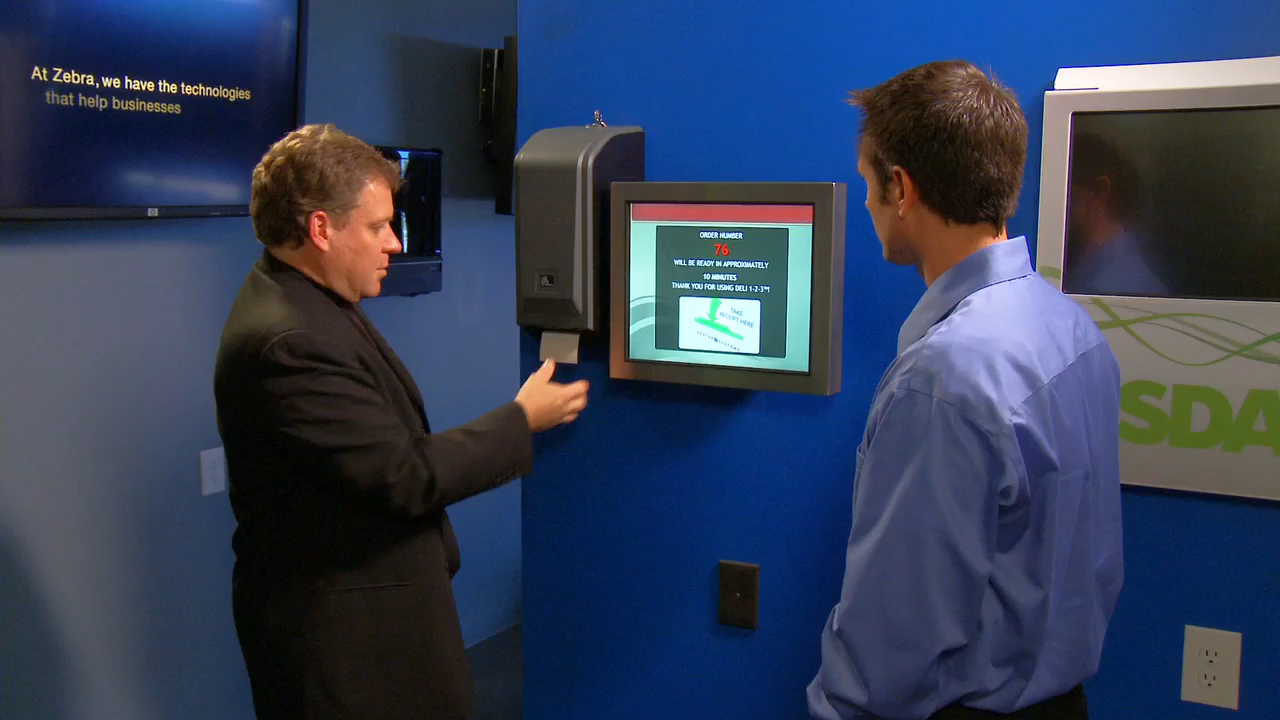 At Zebra, we have the technologies
that help businesses
ORDER NUMBER
76
WILL BE READY IN APPROXIMATELY
10 MINUTES
THANK YOU FOR USING DELI 1-2-3™!
TAKE
RECEIPT HERE
SDA